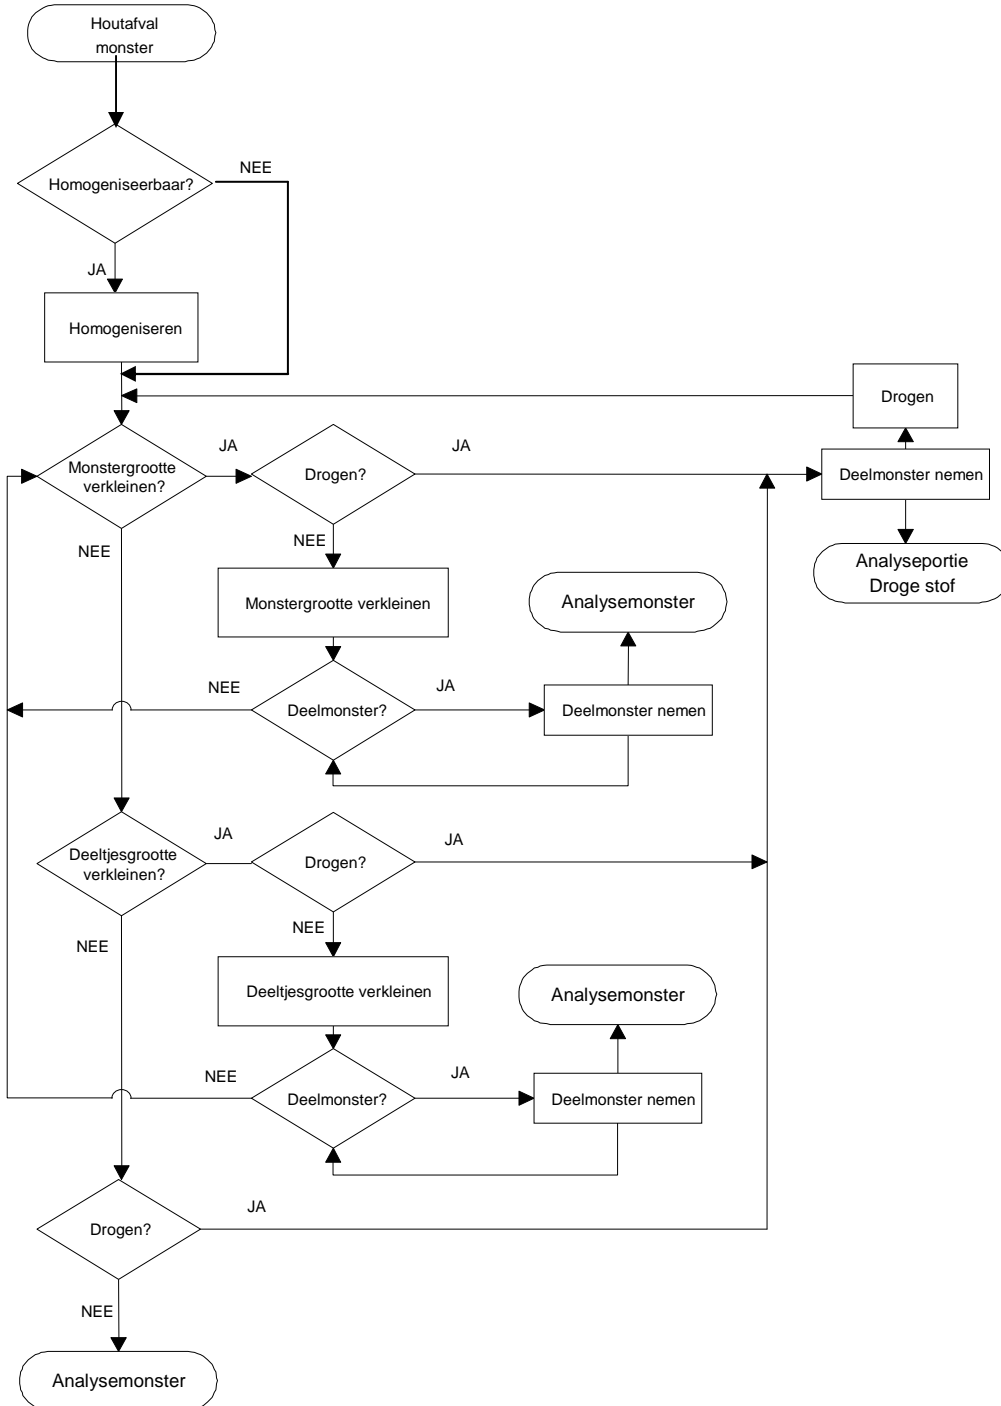 Houtafval
monster
NEE
Homogeniseerbaar?
JA
Homogeniseren
Drogen
JA
JA
Monstergrootte
verkleinen?
Drogen?
Deelmonster nemen
NEE
NEE
Analyseportie
Droge stof
Monstergrootte verkleinen
Analysemonster
NEE
JA
Deelmonster?
Deelmonster nemen
JA
JA
Deeltjesgrootte
verkleinen?
Drogen?
NEE
NEE
Deeltjesgrootte verkleinen
Analysemonster
NEE
JA
Deelmonster?
Deelmonster nemen
JA
Drogen?
NEE
Analysemonster